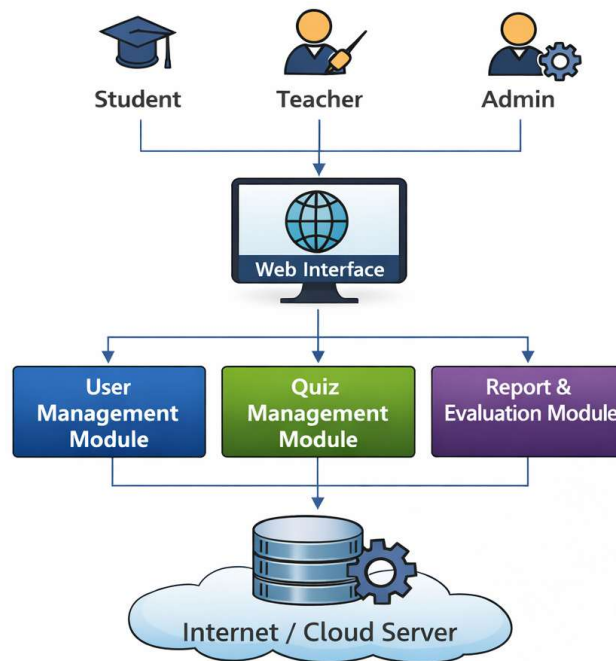 Student
Teacher
Admin
Web Interface
User
Management
Module
Quiz
Management
Module
Report &
Evaluation Module
Internet / Cloud Server